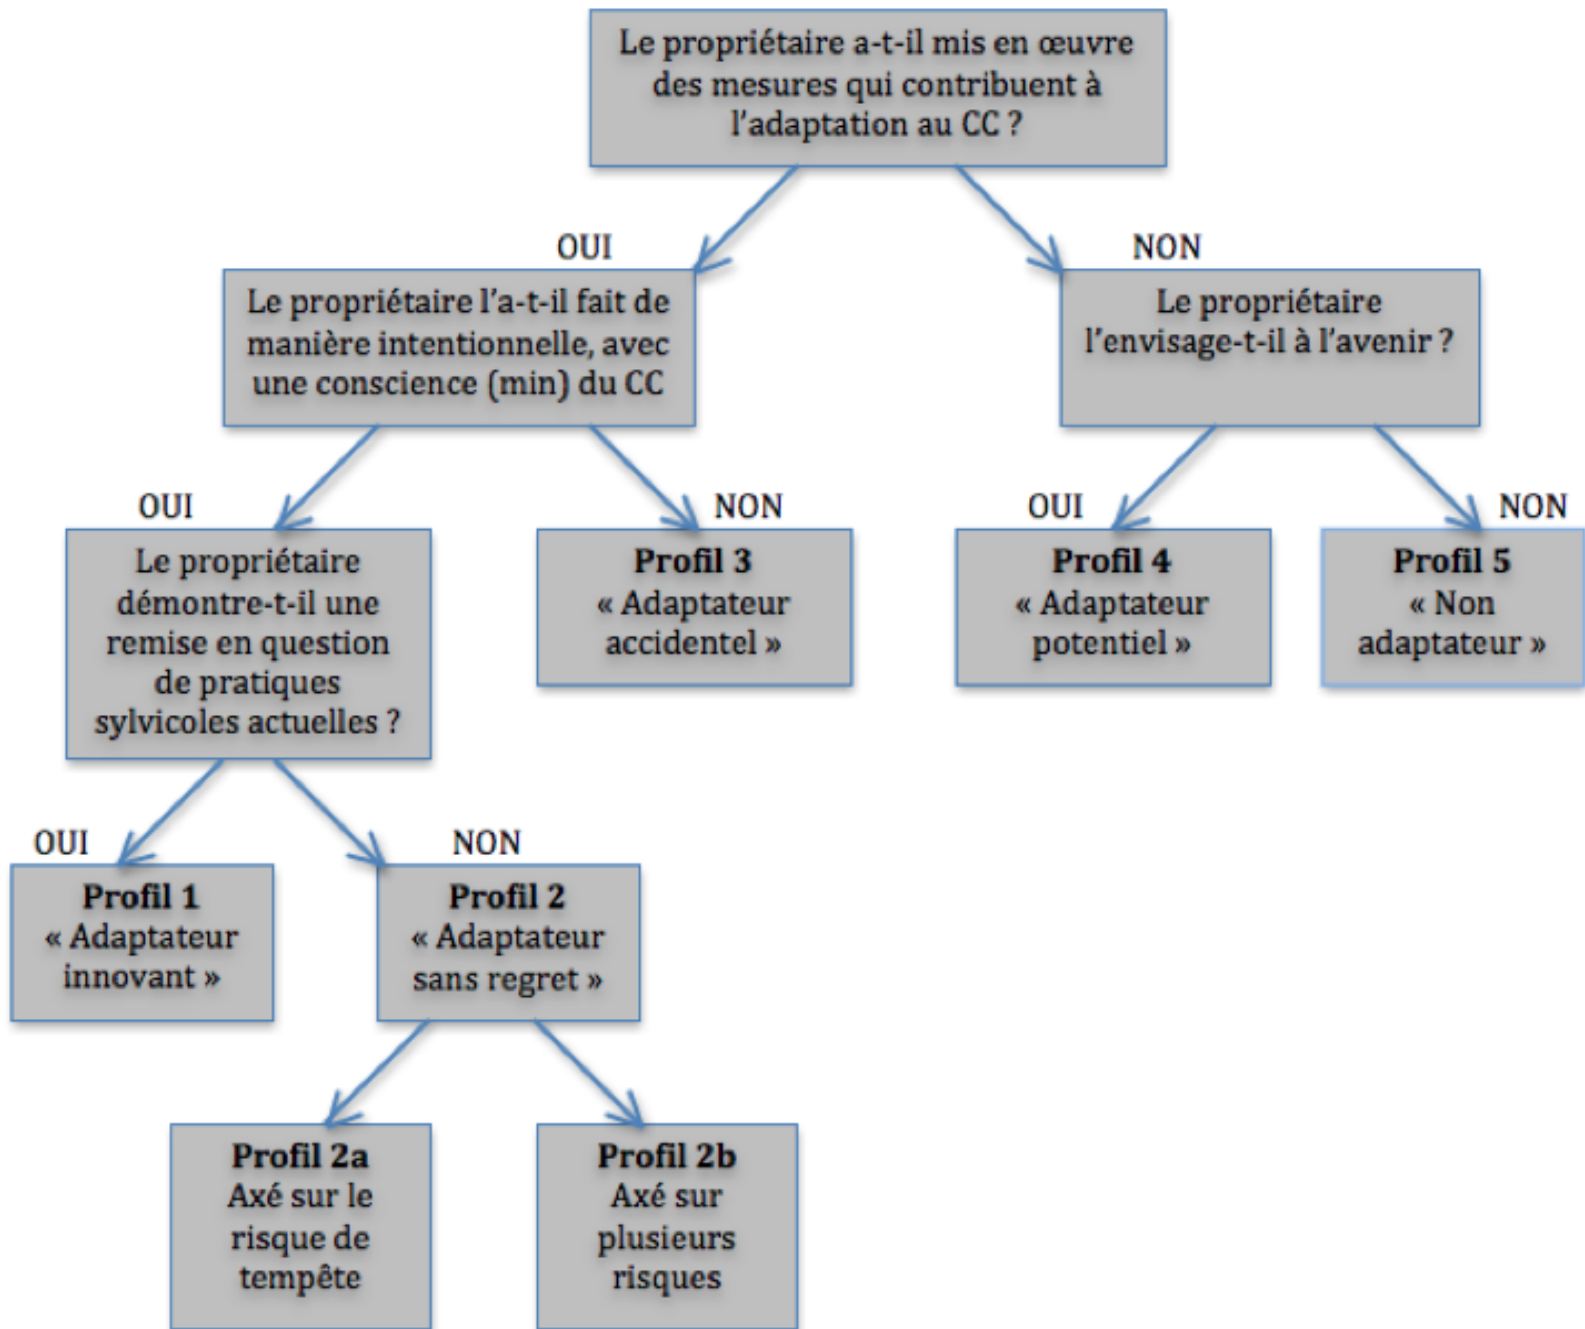 Le propriétaire a-t-il mis en œuvre
des mesures qui contribuent à
l'adaptation au CC ?
OUI
NON
Le propriétaire l'a-t-il fait de
manière intentionnelle, avec
une conscience (min) du CC
Le propriétaire
l'envisage-t-il à l'avenir ?
OUI
NON
OUI
NON
Le propriétaire
démontre-t-il une
remise en question
de pratiques
sylvicoles actuelles ?
Profil 3
« Adaptateur
accidentel »
Profil 4
« Adaptateur
potentiel »
Profil 5
« Non
adaptateur »
OUI
NON
Profil 1
« Adaptateur
innovant »
Profil 2
« Adaptateur
sans regret »
Profil 2a
Axé sur le
risque de
tempête
Profil 2b
Axé sur
plusieurs
risques